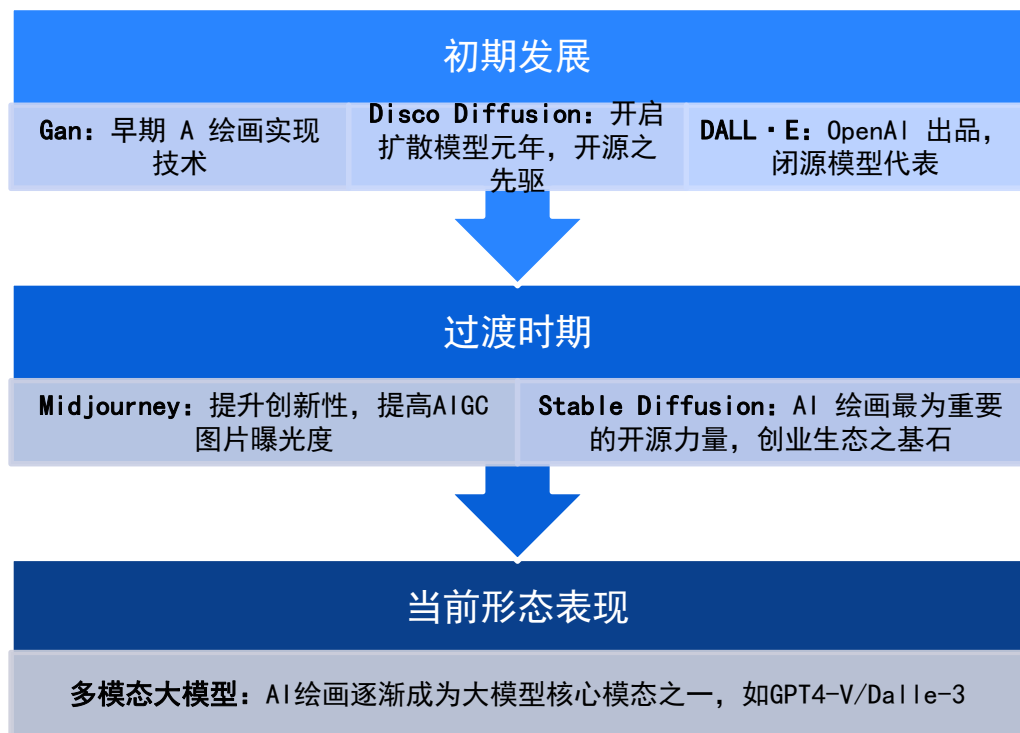 初期发展
Gan：早期 A 绘画实现
技术
Disco Diffusion：开启
扩散模型元年，开源之
先驱
DALL·E：OpenAI 出品，
闭源模型代表
过渡时期
Midjourney：提升创新性，提高AIGC
图片曝光度
Stable Diffusion：AI 绘画最为重要
的开源力量，创业生态之基石
当前形态表现
多模态大模型：AI绘画逐渐成为大模型核心模态之一，如GPT4-V/Dalle-3